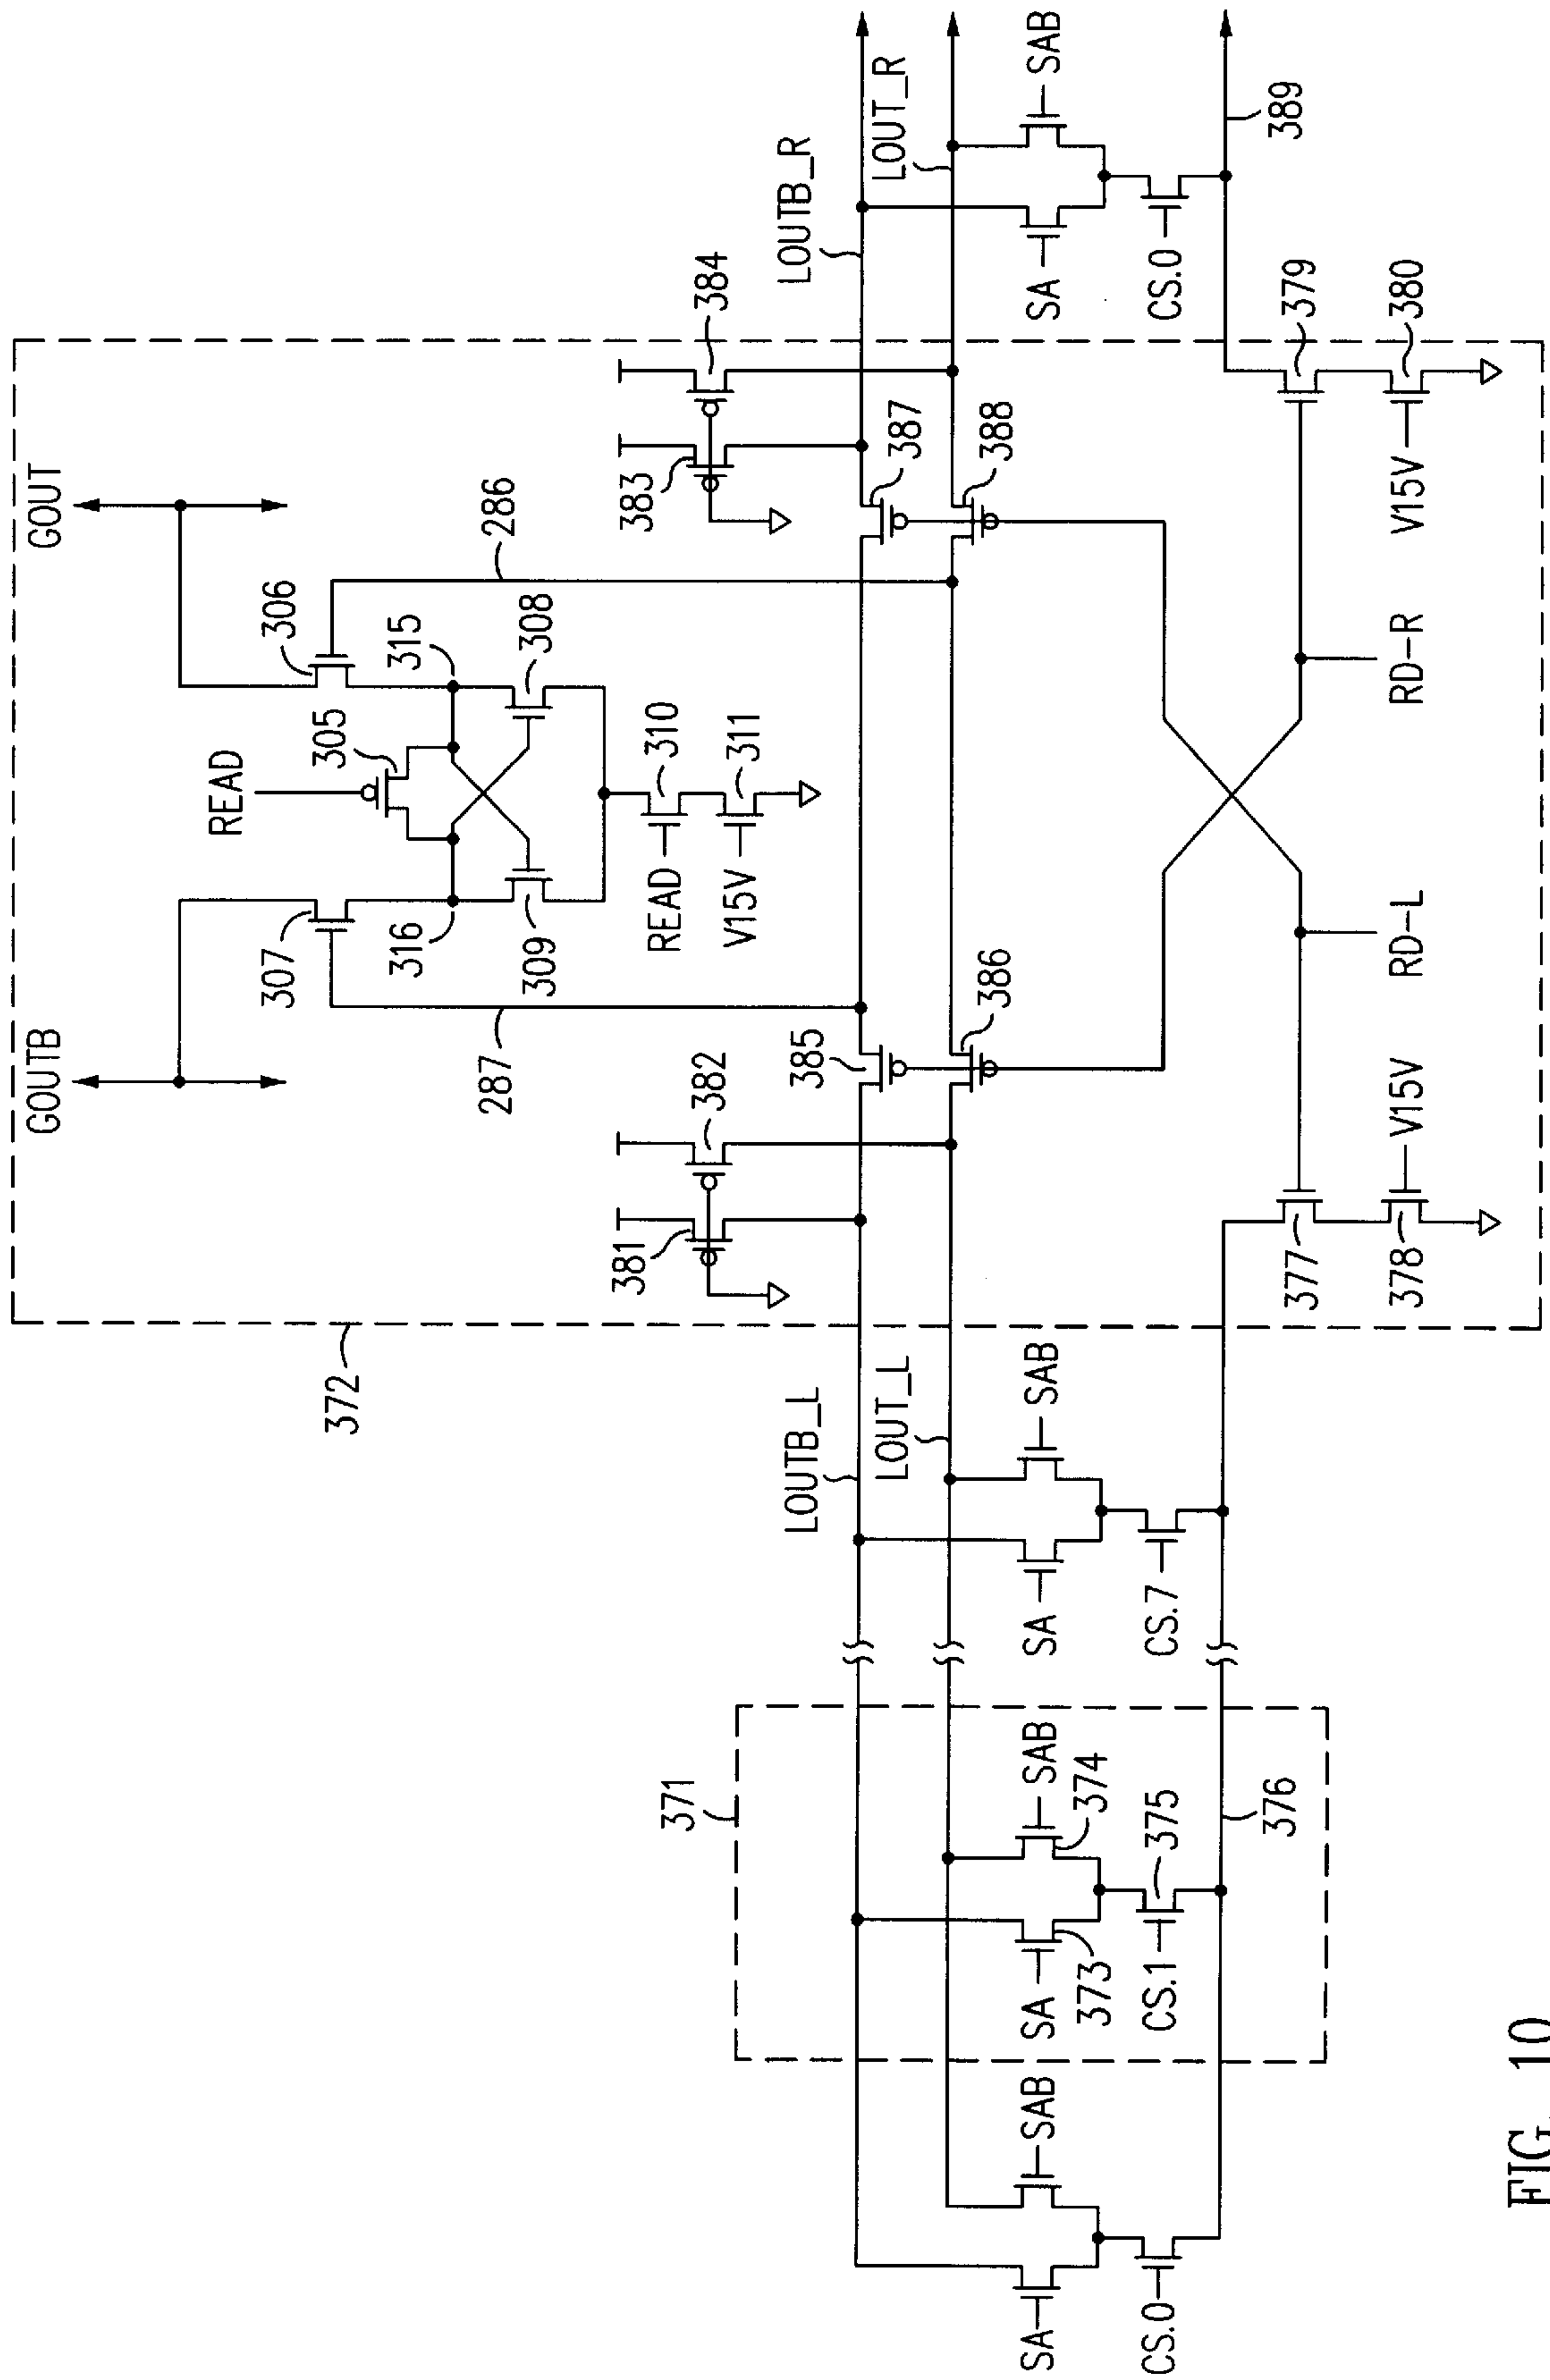 GOUTB
GOUT
READ
307
305
306
316
315
309
308
287
286
READ
310
V15V
311
372
381
382
383
384
385
386
387
388
LOUTB_L
LOUT_L
LOUTB_R
LOUT_R
371
SA
SAB
CS.0
SA
SAB
373
374
CS.1
375
376
SA
SAB
CS.7
SA
SAB
CS.0
389
377
378
V15V
RD-L
RD-R
379
V15V
380
FIG. 10